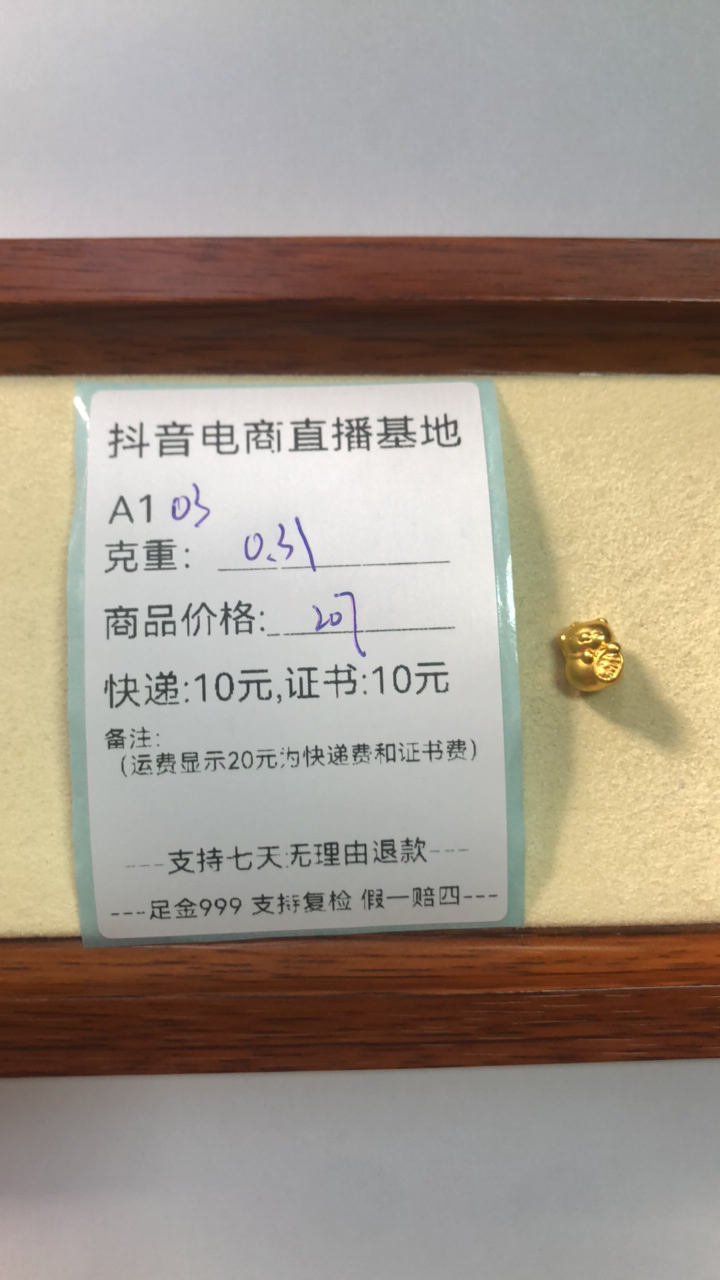 抖音电商直播基地
A1 03
克重: 0.31
商品价格: 207
快递:10元,证书:10元
备注:
(运费显示20元为快递费和证书费)
---支持七天无理由退款---
---足金999 支持复检 假一赔四---